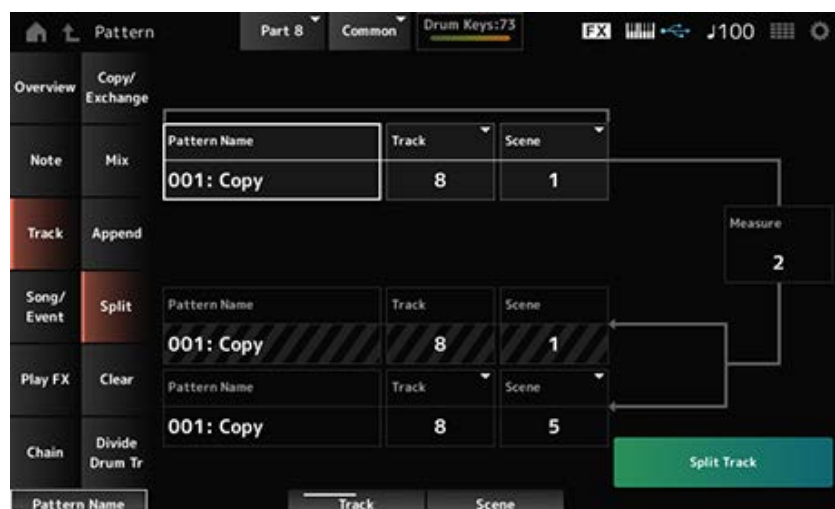 Pattern
Part 8
Common
Drum Keys:73
FX
♩100
Overview
Copy/
Exchange
Note
Mix
Track
Append
Song/
Event
Split
Play FX
Clear
Chain
Divide
Drum Tr
Pattern Name
Track
Scene
001: Copy
8
1
Measure
2
Pattern Name
Track
Scene
001: Copy
8
1
Pattern Name
Track
Scene
001: Copy
8
5
Split Track
Pattern Name
Track
Scene